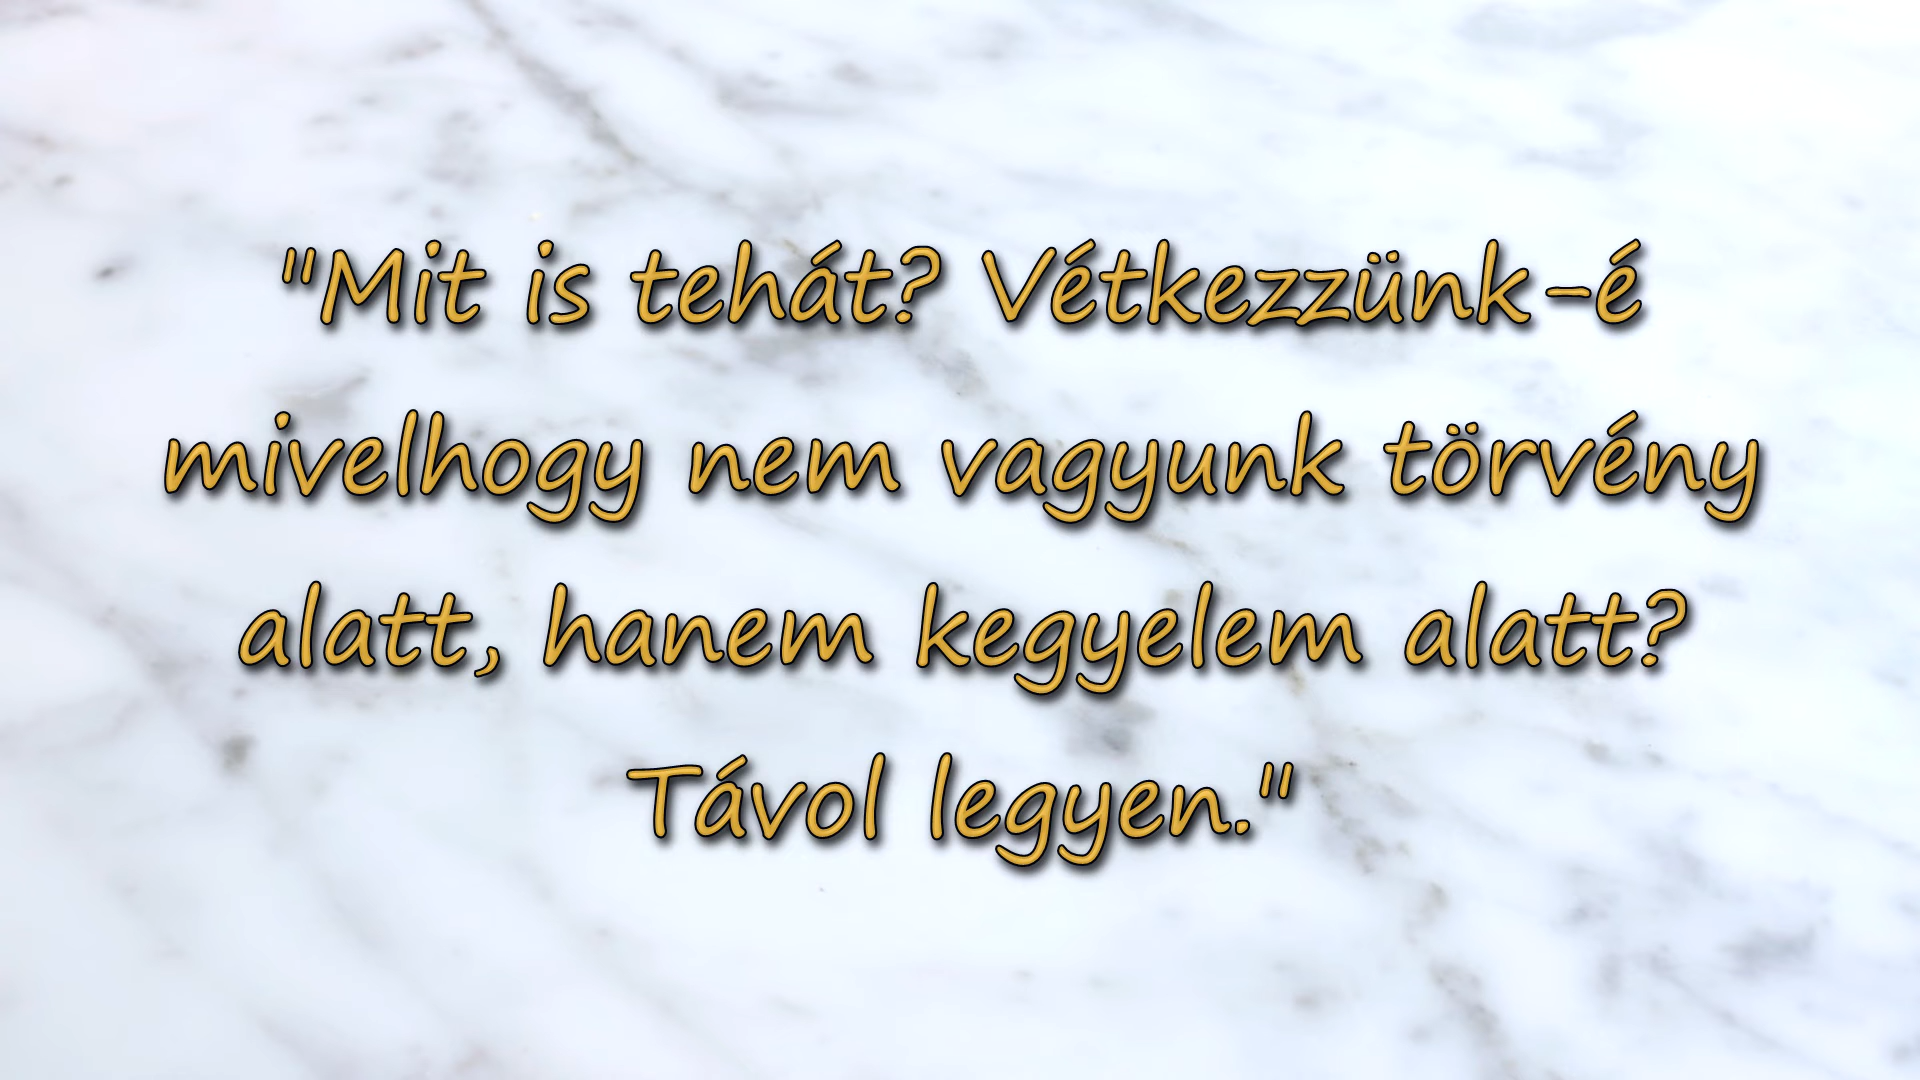 "Mit is tehát? Vétkezzünk-é
mivelhogy nem vagyunk törvény
alatt, hanem kegyelem alatt?
Távol legyen."